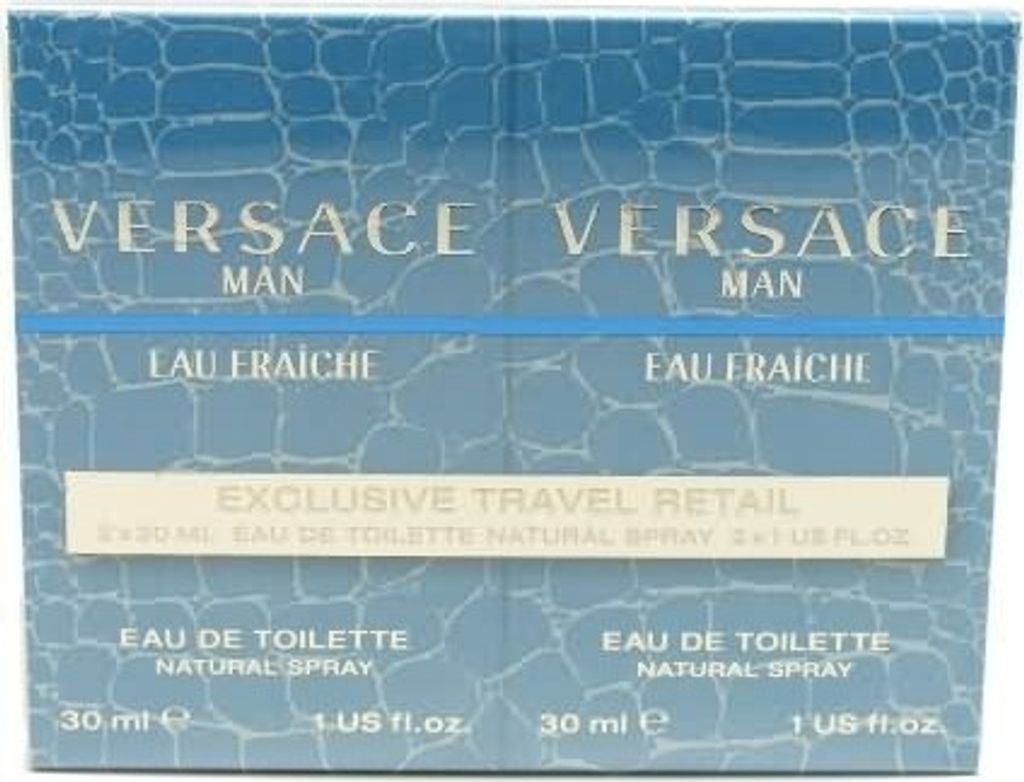 VERSACE VERSACE
MAN MAN
EAU FRAÎCHE EAU FRAÎCHE
EXCLUSIVE TRAVEL RETAIL
2 x 30 ML EAU DE TOILETTE NATURAL SPRAY 2 x 1 US FL.OZ
EAU DE TOILETTE EAU DE TOILETTE
NATURAL SPRAY NATURAL SPRAY
30 ml e 1 US fl.oz. 30 ml e 1 US fl.oz.